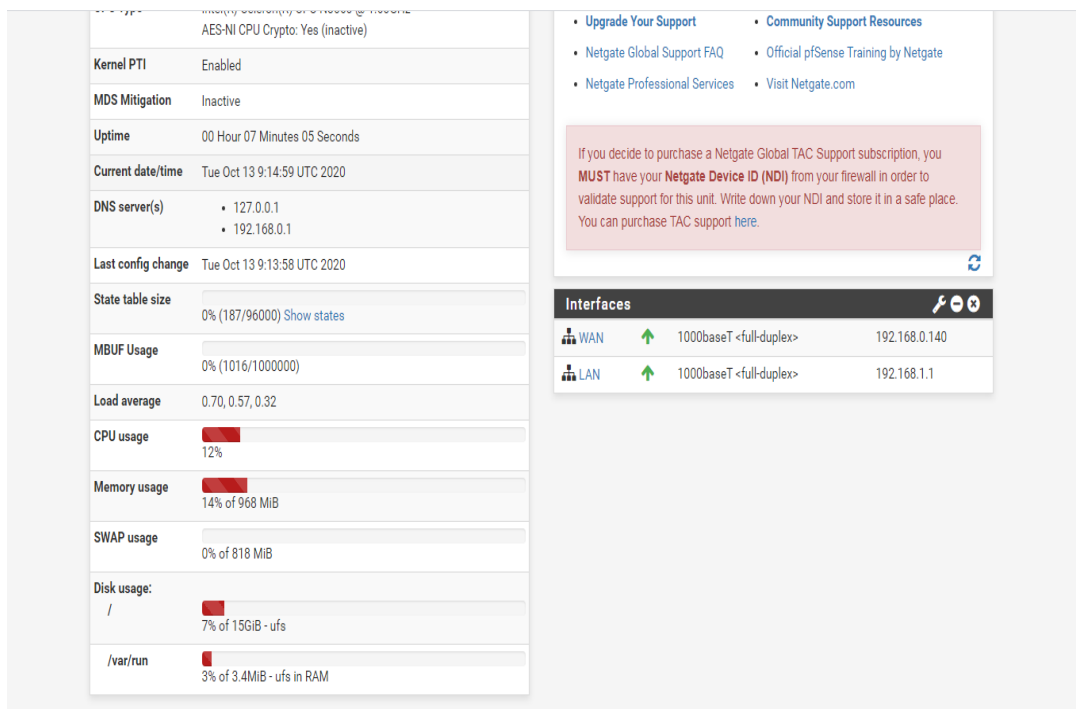 AES-NI CPU Crypto: Yes (inactive)
Kernel PTI Enabled
MDS Mitigation Inactive
Uptime 00 Hour 07 Minutes 05 Seconds
Current date/time Tue Oct 13 9:14:59 UTC 2020
DNS server(s) • 127.0.0.1
• 192.168.0.1
Last config change Tue Oct 13 9:13:58 UTC 2020
State table size
0% (187/96000) Show states
MBUF Usage
0% (1016/1000000)
Load average 0.70, 0.57, 0.32
CPU usage
12%
Memory usage
14% of 968 MiB
SWAP usage
0% of 818 MiB
Disk usage:
/
7% of 15GiB - ufs
/var/run
3% of 3.4MiB - ufs in RAM
• Upgrade Your Support • Community Support Resources
• Netgate Global Support FAQ • Official pfSense Training by Netgate
• Netgate Professional Services • Visit Netgate.com
If you decide to purchase a Netgate Global TAC Support subscription, you
MUST have your Netgate Device ID (NDI) from your firewall in order to
validate support for this unit. Write down your NDI and store it in a safe place.
You can purchase TAC support here.
Interfaces
WAN 1000baseT <full-duplex> 192.168.0.140
LAN 1000baseT <full-duplex> 192.168.1.1